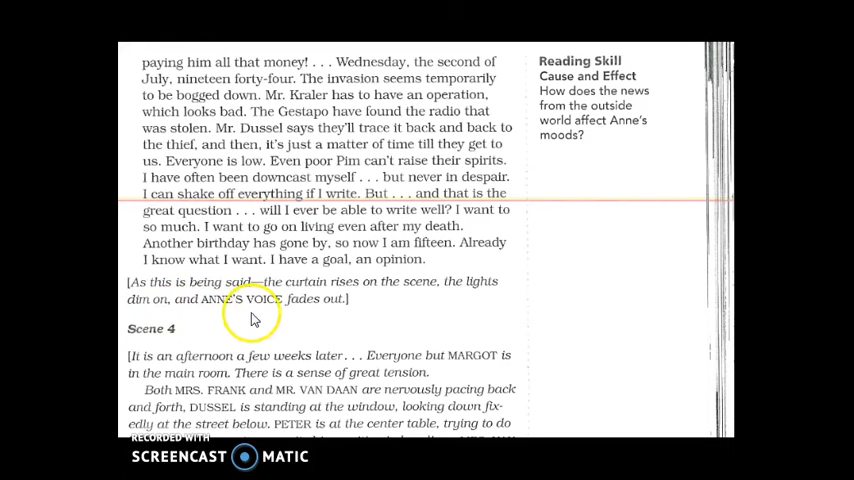 paying him all that money! . . . Wednesday, the second of
July, nineteen forty-four. The invasion seems temporarily
to be bogged down. Mr. Kraler has to have an operation,
which looks bad. The Gestapo have found the radio that
was stolen. Mr. Dussel says they'll trace it back and back to
the thief, and then, it's just a matter of time till they get to
us. Everyone is low. Even poor Pim can't raise their spirits.
I have often been downcast myself . . . but never in despair.
I can shake off everything if I write. But . . . and that is the
great question . . . will I ever be able to write well? I want to
so much. I want to go on living even after my death.
Another birthday has gone by, so now I am fifteen. Already
I know what I want. I have a goal, an opinion.
[As this is being said—the curtain rises on the scene, the lights
dim on, and ANNE'S VOICE fades out.]
Scene 4
[It is an afternoon a few weeks later . . . Everyone but MARGOT is
in the main room. There is a sense of great tension.
Both MRS. FRANK and MR. VAN DAAN are nervously pacing back
and forth, DUSSEL is standing at the window, looking down fix-
edly at the street below. PETER is at the center table, trying to do
Reading Skill
Cause and Effect
How does the news
from the outside
world affect Anne's
moods?
RECORDED WITH
SCREENCAST MATIC